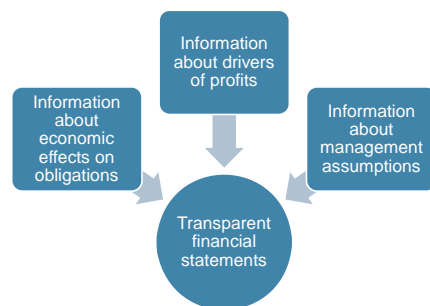 Information
about drivers
of profits
Information
about
economic
effects on
obligations
Information
about
management
assumptions
Transparent
financial
statements